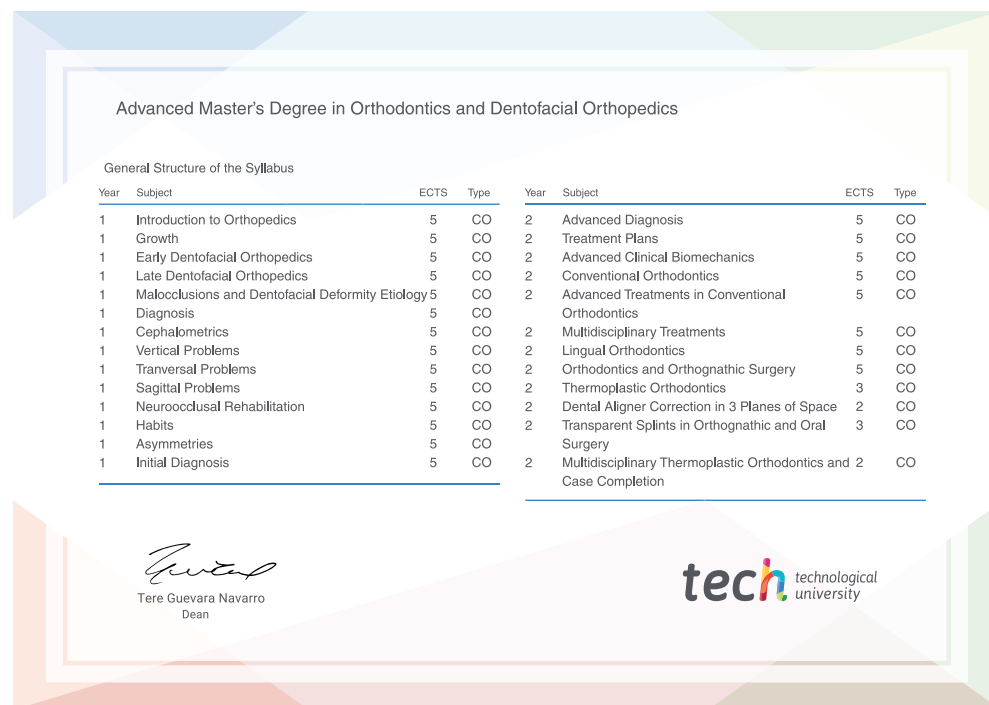 Advanced Master's Degree in Orthodontics and Dentofacial Orthopedics
General Structure of the Syllabus
Year Subject ECTS Type
1 Introduction to Orthopedics 5 CO
1 Growth 5 CO
1 Early Dentofacial Orthopedics 5 CO
1 Late Dentofacial Orthopedics 5 CO
1 Malocclusions and Dentofacial Deformity Etiology 5 CO
1 Diagnosis 5 CO
1 Cephalometrics 5 CO
1 Vertical Problems 5 CO
1 Tranversal Problems 5 CO
1 Sagittal Problems 5 CO
1 Neuroocclusal Rehabilitation 5 CO
1 Habits 5 CO
1 Asymmetries 5 CO
1 Initial Diagnosis 5 CO
Year Subject ECTS Type
2 Advanced Diagnosis 5 CO
2 Treatment Plans 5 CO
2 Advanced Clinical Biomechanics 5 CO
2 Conventional Orthodontics 5 CO
2 Advanced Treatments in Conventional 5 CO
Orthodontics
2 Multidisciplinary Treatments 5 CO
2 Lingual Orthodontics 5 CO
2 Orthodontics and Orthognathic Surgery 5 CO
2 Thermoplastic Orthodontics 3 CO
2 Dental Aligner Correction in 3 Planes of Space 2 CO
2 Transparent Splints in Orthognathic and Oral 3 CO
Surgery
2 Multidisciplinary Thermoplastic Orthodontics and 2 CO
Case Completion
Tere Guevara Navarro
Dean
tech technological
university